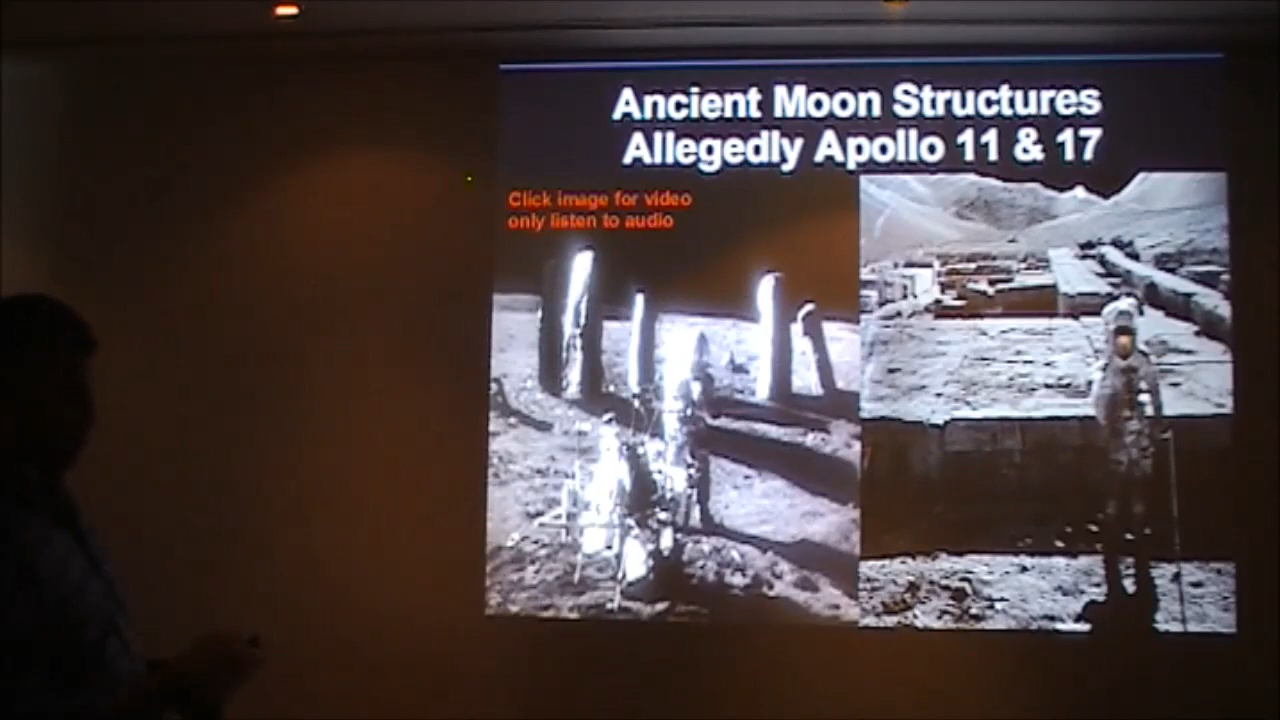 Ancient Moon Structures
Allegedly Apollo 11 & 17
Click image for video
only listen to audio